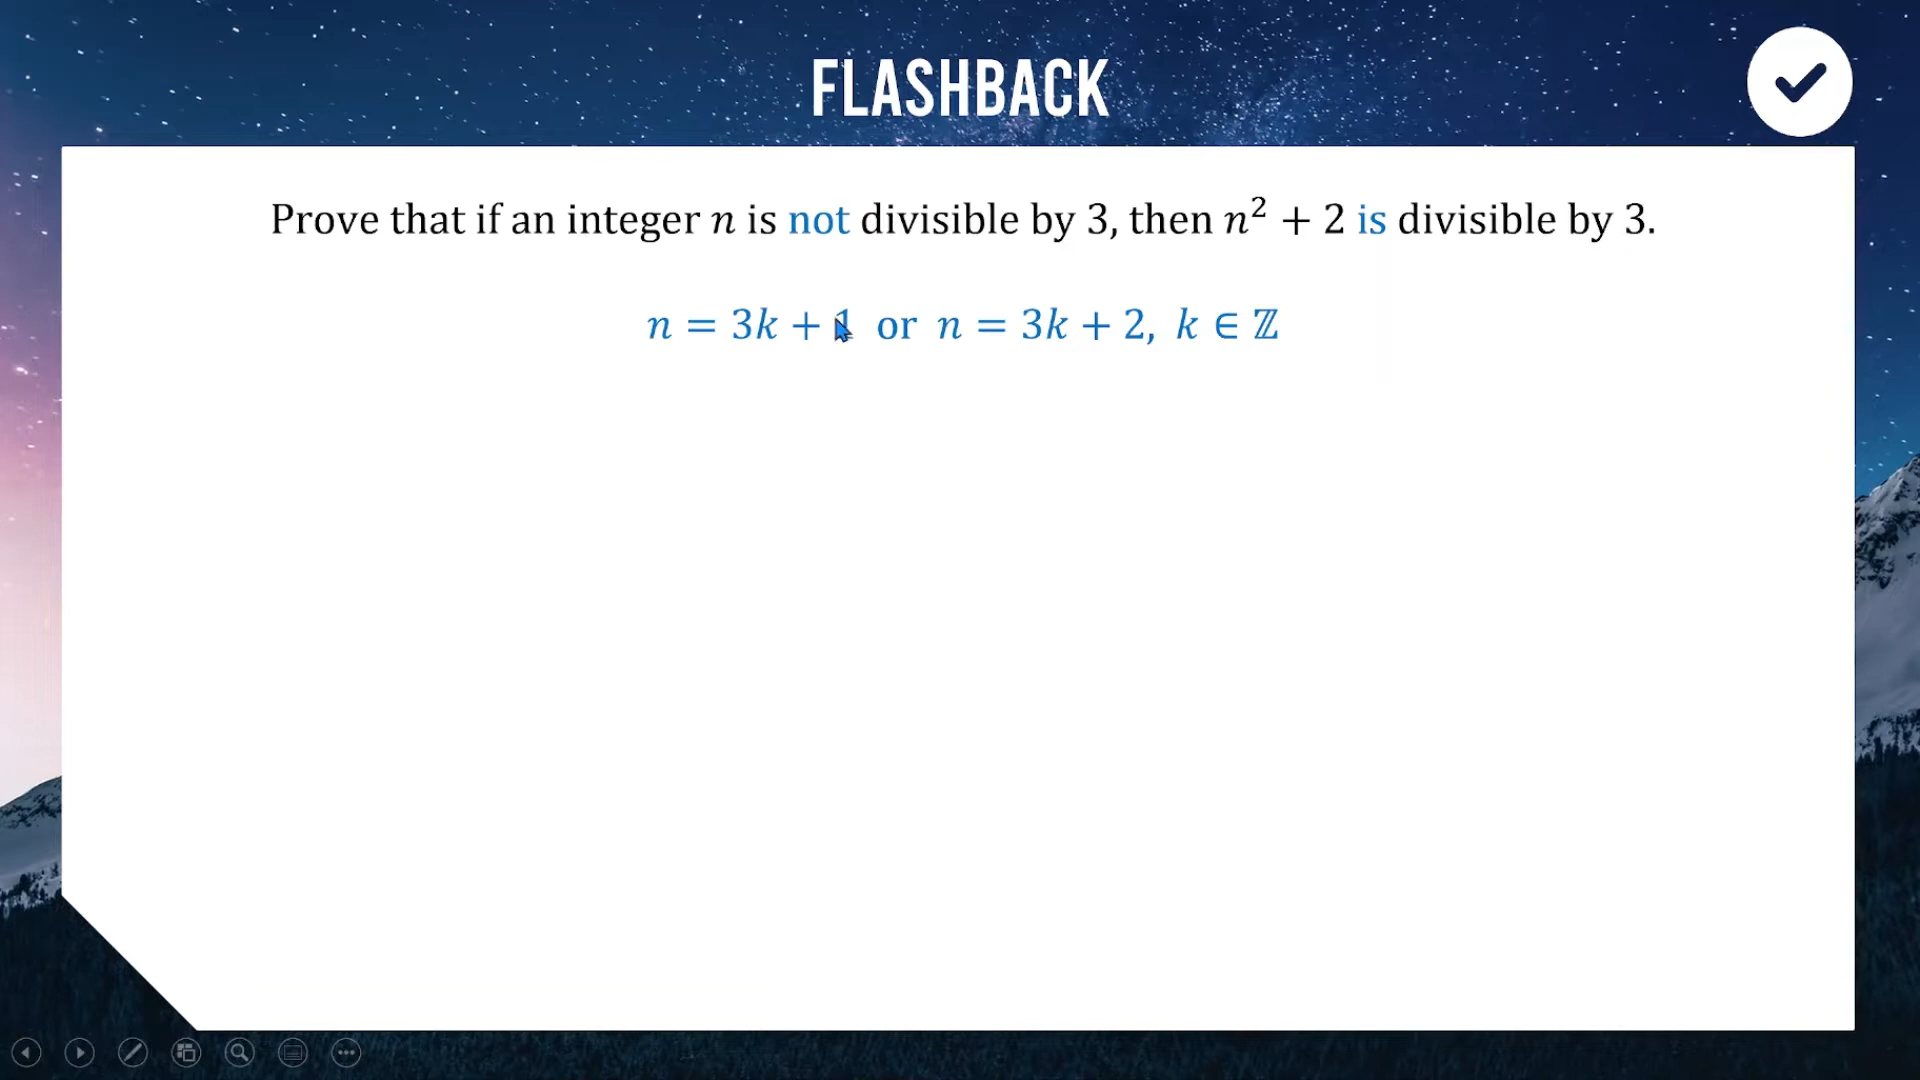 FLASHBACK
Prove that if an integer n is not divisible by 3, then n² + 2 is divisible by 3.
n = 3k + 1 or n = 3k + 2, k ∈ ℤ